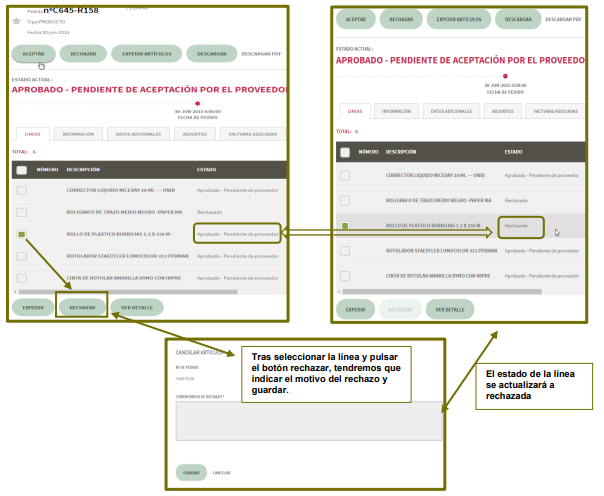 Pedido nºC645-R158
Tipo PRODUCTO
Fecha 30-jun-2015
ACEPTAR RECHAZAR EXPEDIR ARTÍCULOS DESCARGAR DESCARGAR PDF
ESTADO ACTUAL:
APROBADO - PENDIENTE DE ACEPTACIÓN POR EL PROVEEDOR
30-JUN-2015 0:00:00
FECHA DE PEDIDO
LÍNEAS INFORMACIÓN DATOS ADICIONALES ADJUNTOS FACTURAS ASOCIADAS
TOTAL: 6
NÚMERO DESCRIPCIÓN ESTADO
CORRECTOR LIQUIDO NICEDAY 20 ML --- UNID Aprobado - Pendiente de proveedor
BOLIGRAFO DE TRAZO MEDIO NEGRO-PAPER MA Rechazado
ROLLO DE PLASTICO BURBUJAS 1.2 X 150 M - Aprobado - Pendiente de proveedor
ROTULADOR STAEDTLER LUMOCOLOR 313 PERMAN Aprobado - Pendiente de proveedor
CINTA DE ROTULAR AMARILLA DYMO CON IMPRE Aprobado - Pendiente de proveedor
EXPEDIR RECHAZAR VER DETALLE
ACEPTAR RECHAZAR EXPEDIR ARTÍCULOS DESCARGAR DESCARGAR PDF
ESTADO ACTUAL:
APROBADO - PENDIENTE DE ACEPTACIÓN POR EL PROVEEDO
30-JUN-2015 0:00:00
FECHA DE PEDIDO
LÍNEAS INFORMACIÓN DATOS ADICIONALES ADJUNTOS FACTURAS ASOCIADAS
TOTAL: 6
NÚMERO DESCRIPCIÓN ESTADO
CORRECTOR LIQUIDO NICEDAY 20 ML --- UNID Aprobado - Pendiente de proveedor
BOLIGRAFO DE TRAZO MEDIO NEGRO-PAPER MA Rechazado
ROLLO DE PLASTICO BURBUJAS 1.2 X 150 M - Rechazado
ROTULADOR STAEDTLER LUMOCOLOR 313 PERMAN Aprobado - Pendiente de proveedor
CINTA DE ROTULAR AMARILLA DYMO CON IMPRE Aprobado - Pendiente de proveedor
EXPEDIR RECHAZAR VER DETALLE
CANCELAR ARTICULO
Nº DE PEDIDO
C645-R158
COMENTARIOS DE RECHAZO *
GUARDAR CANCELAR
Tras seleccionar la línea y pulsar
el botón rechazar, tendremos que
indicar el motivo del rechazo y
guardar.
El estado de la línea
se actualizará a
rechazada